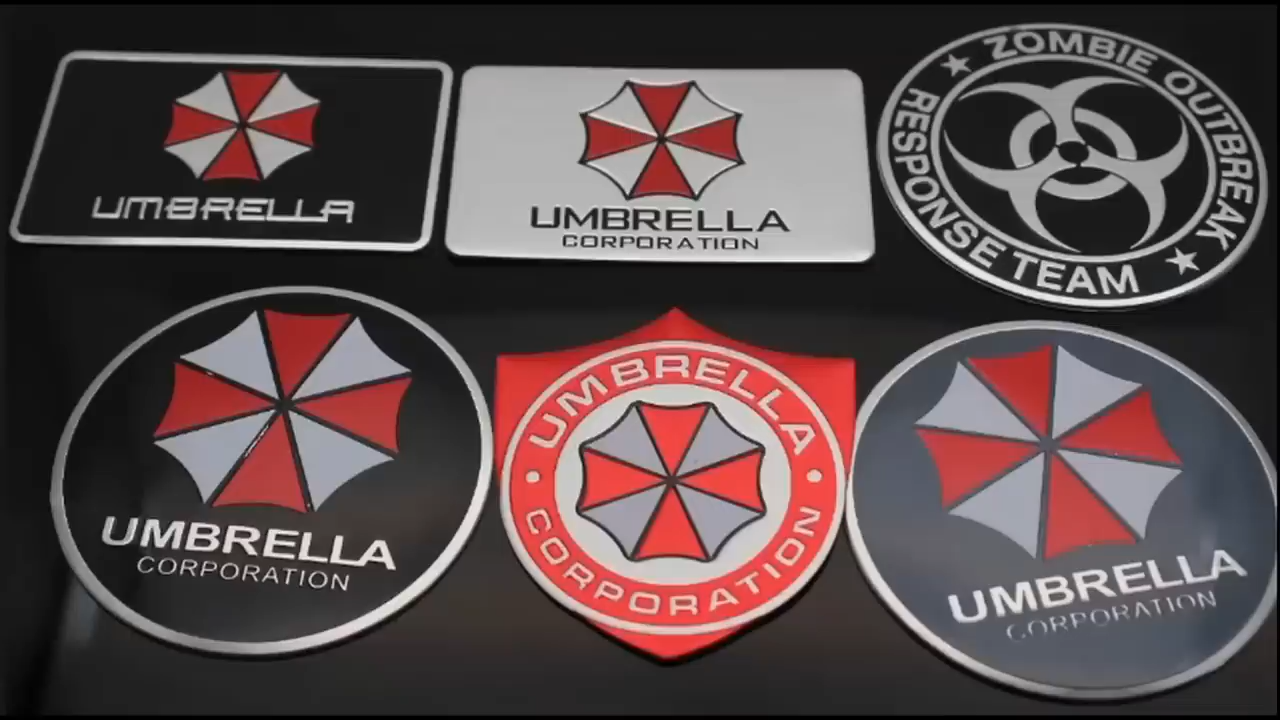 UMBRELLA
UMBRELLA
CORPORATION
ZOMBIE OUTBREAK
RESPONSE TEAM
UMBRELLA
CORPORATION
UMBRELLA
CORPORATION
UMBRELLA
CORPORATION